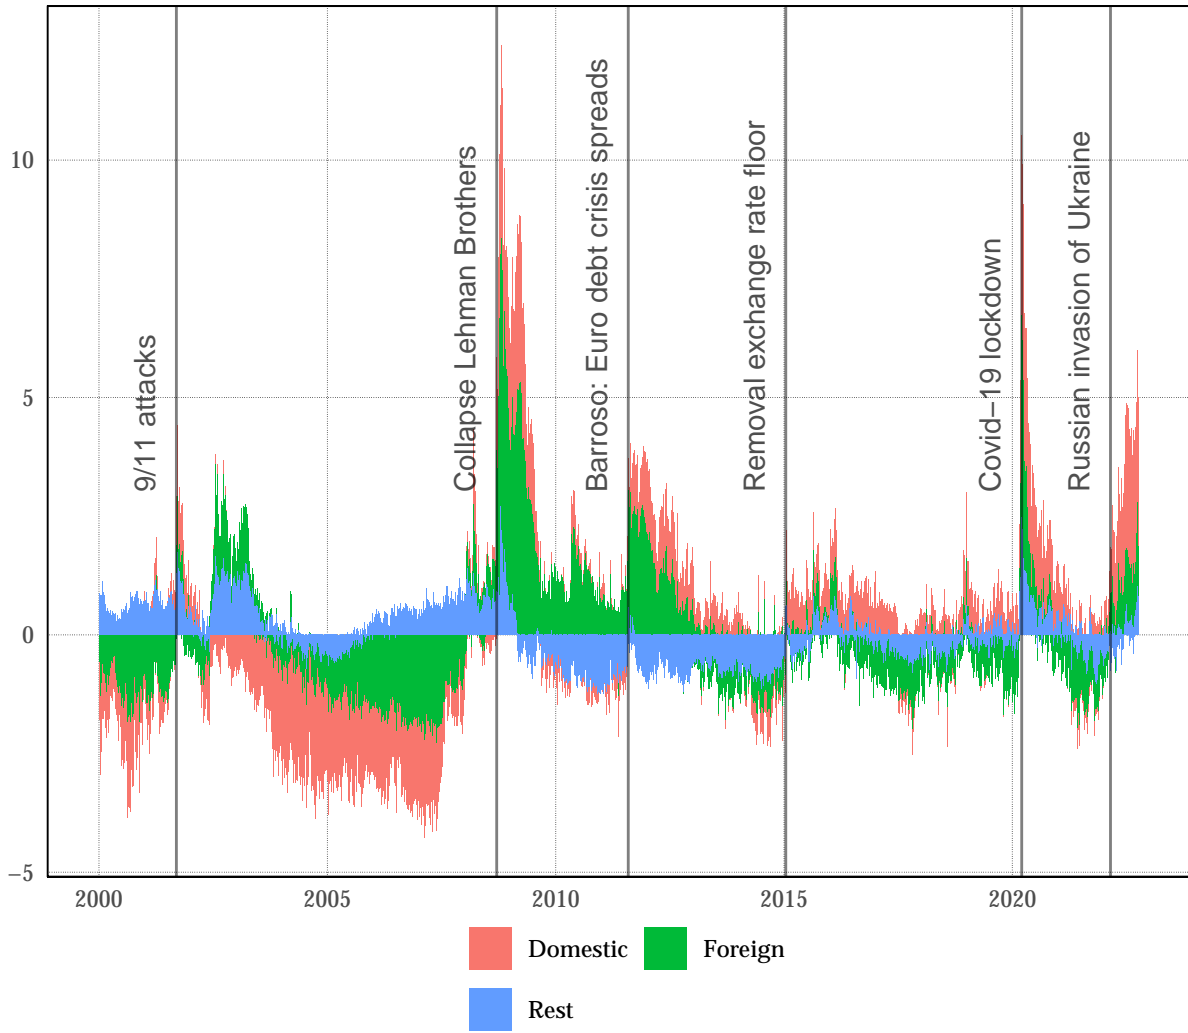 10
5
0
−5
9/11 attacks
Collapse Lehman Brothers
Barroso: Euro debt crisis spreads
Removal exchange rate floor
Covid−19 lockdown
Russian invasion of Ukraine
2000 2005 2010 2015 2020
Domestic Foreign
Rest